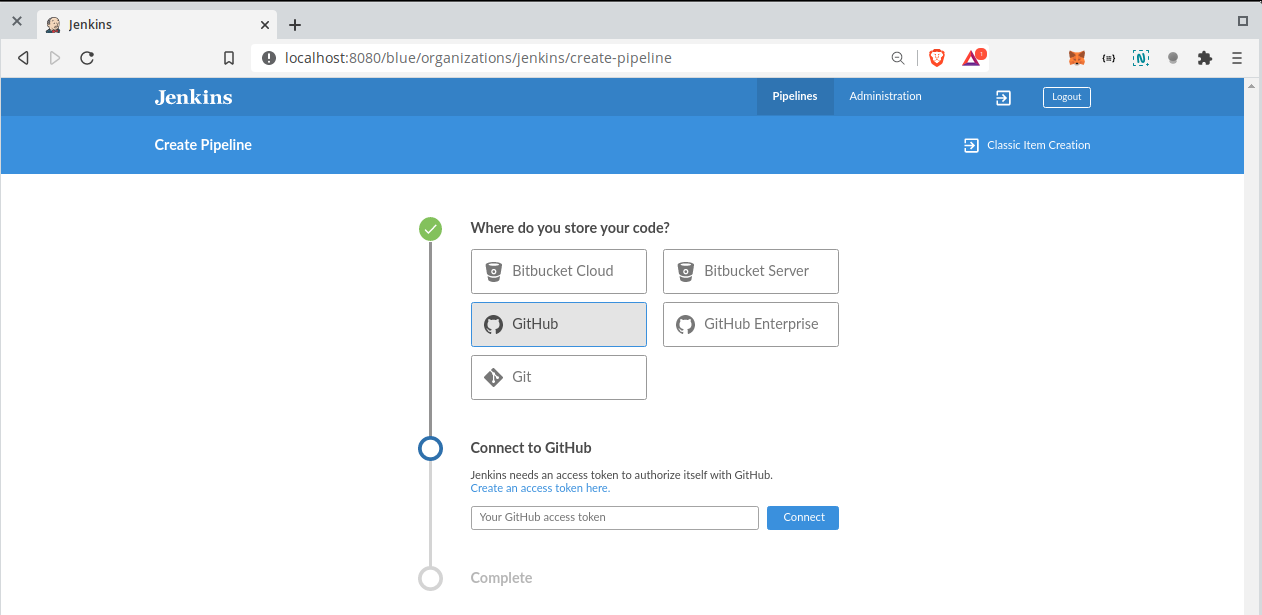 Jenkins
localhost:8080/blue/organizations/jenkins/create-pipeline
1
{≡}
N
Jenkins
Pipelines
Administration
Logout
Create Pipeline
Classic Item Creation
Where do you store your code?
Bitbucket Cloud
Bitbucket Server
GitHub
GitHub Enterprise
Git
Connect to GitHub
Jenkins needs an access token to authorize itself with GitHub.
Create an access token here.
Your GitHub access token
Connect
Complete